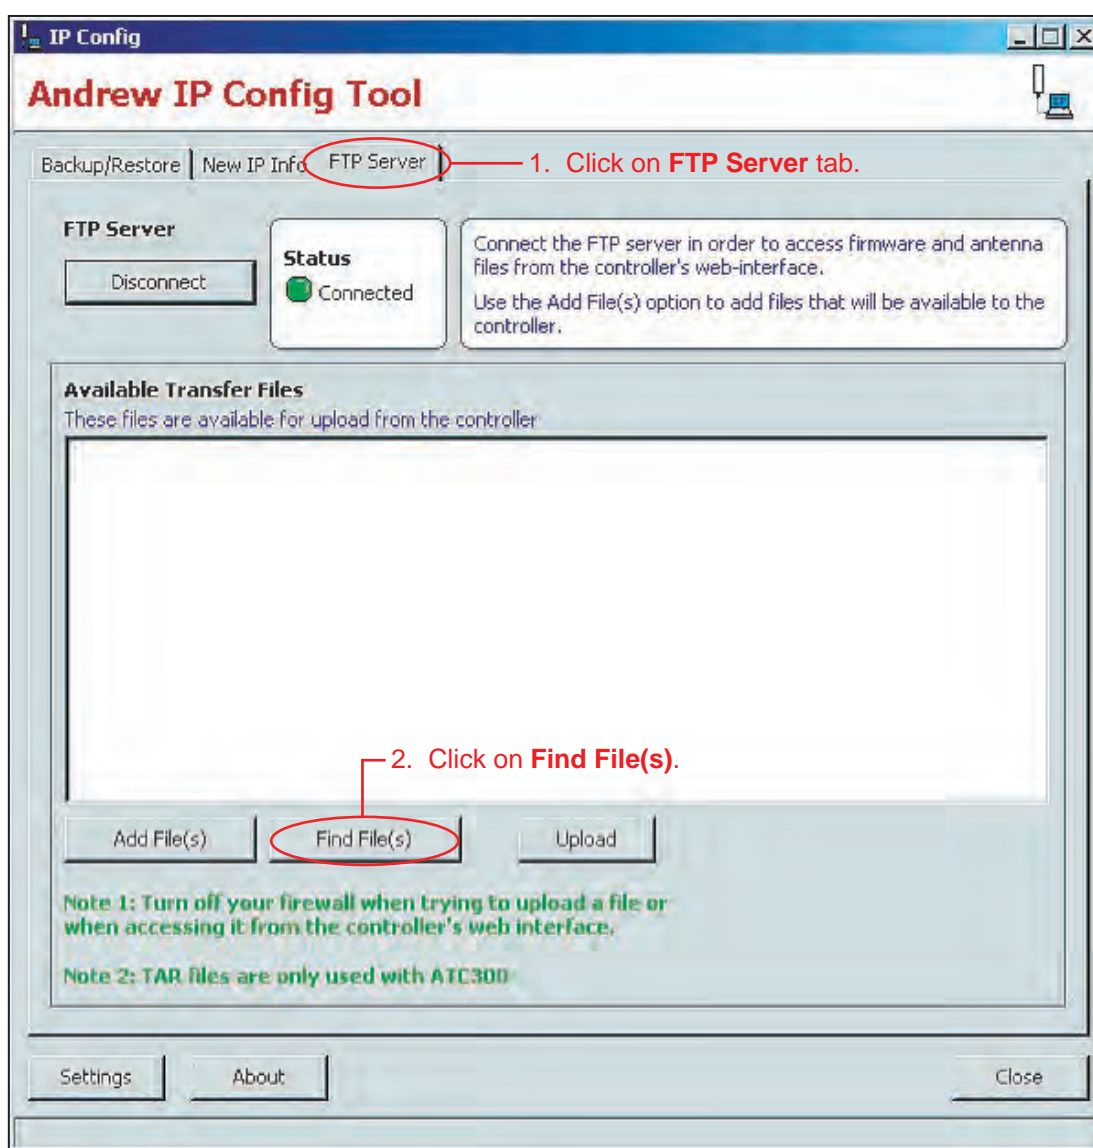 IP Config
Andrew IP Config Tool
Backup/Restore New IP Info FTP Server
1. Click on FTP Server tab.
FTP Server
Disconnect
Status
Connected
Connect the FTP server in order to access firmware and antenna
files from the controller's web-interface.
Use the Add File(s) option to add files that will be available to the
controller.
Available Transfer Files
These files are available for upload from the controller
2. Click on Find File(s).
Add File(s) Find File(s) Upload
Note 1: Turn off your firewall when trying to upload a file or
when accessing it from the controller's web interface.
Note 2: TAR files are only used with ATC300
Settings About Close